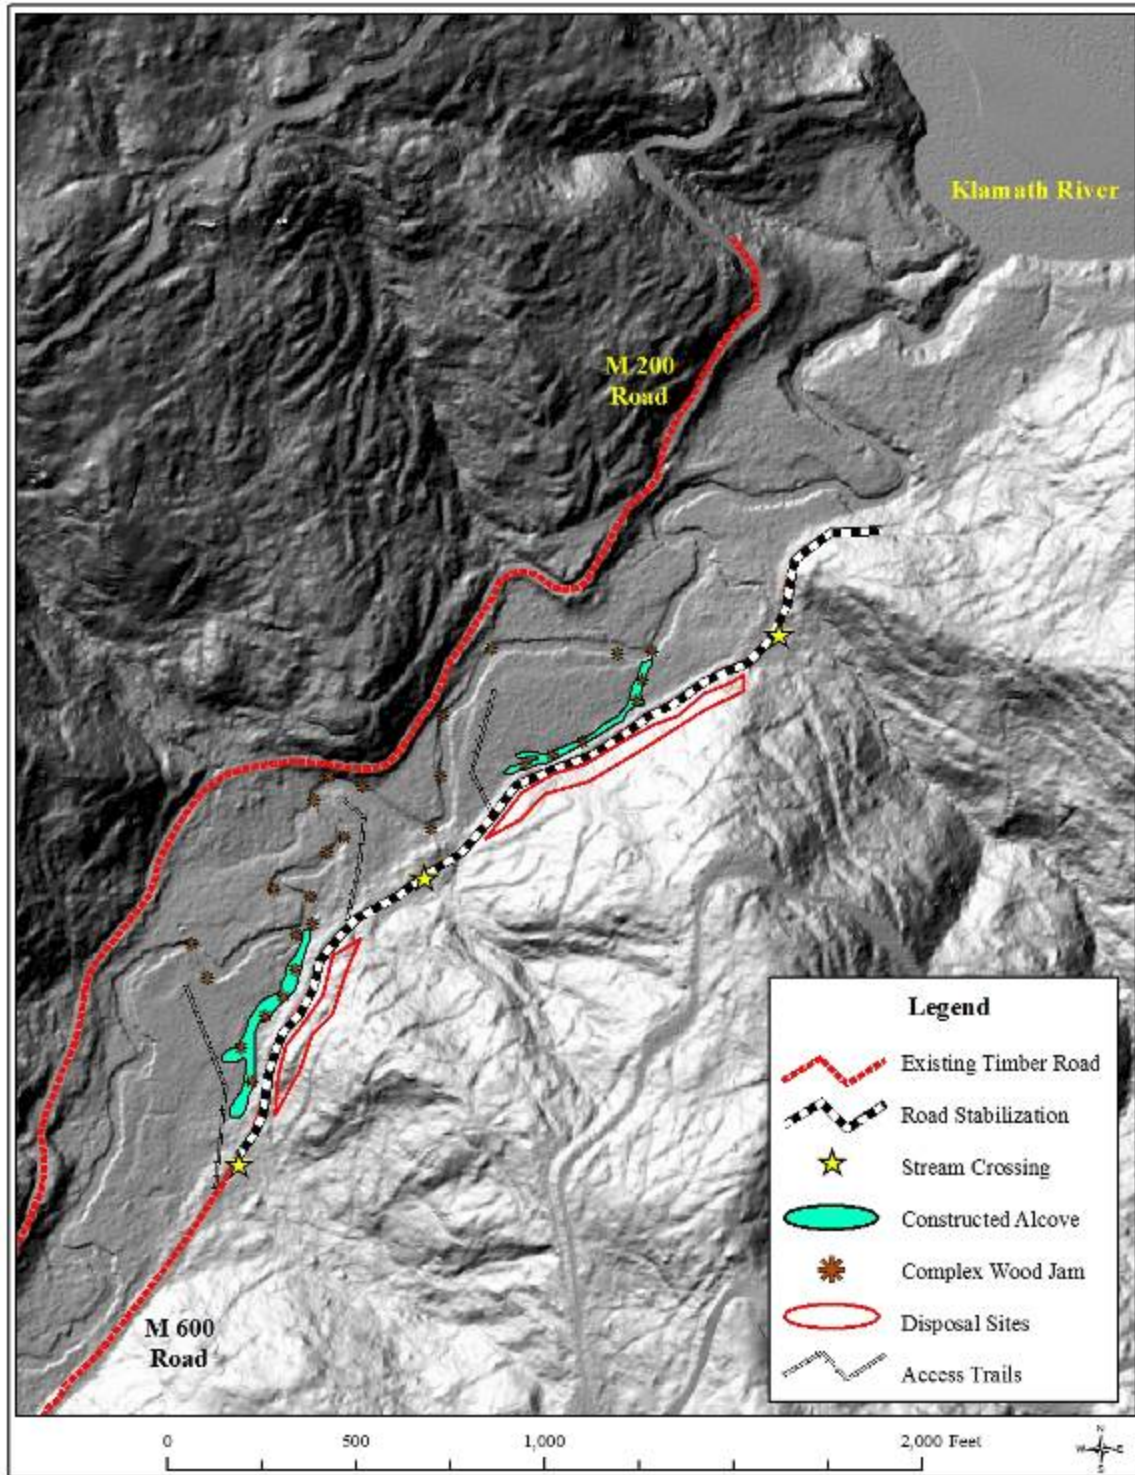 Klamath River
M 200
Road
M 600
Road
Legend
Existing Timber Road
Road Stabilization
Stream Crossing
Constructed Alcove
Complex Wood Jam
Disposal Sites
Access Trails
0 500 1,000 2,000 Feet
N
W E
S